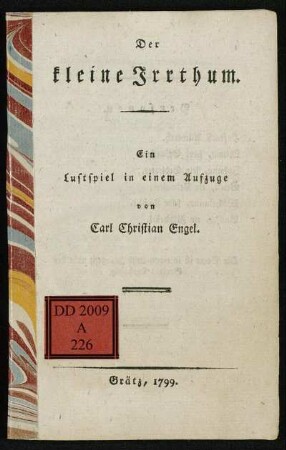 Der
kleine Irrthum.
Ein
Lustspiel in einem Aufzuge
von
Carl Christian Engel.
DD 2009
A
226
Grätz, 1799.